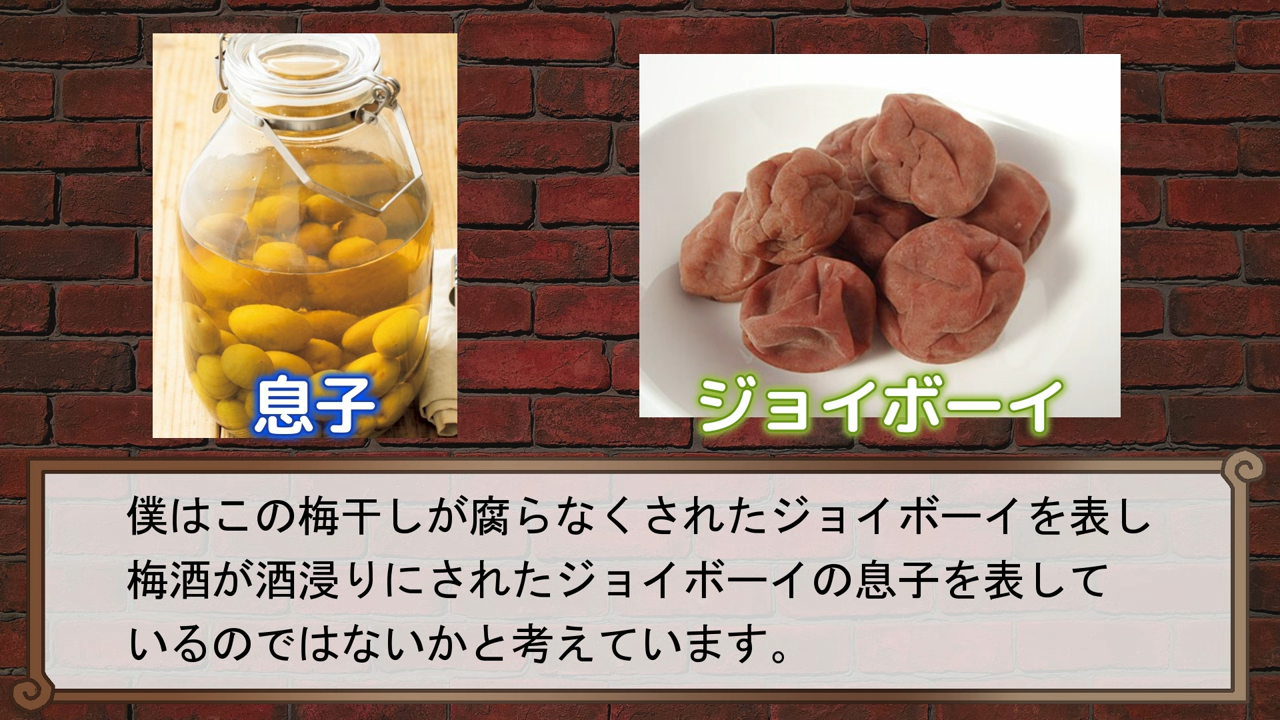 息子
ジョイボーイ
僕はこの梅干しが腐らなくされたジョイボーイを表し
梅酒が酒浸りにされたジョイボーイの息子を表して
いるのではないかと考えています。